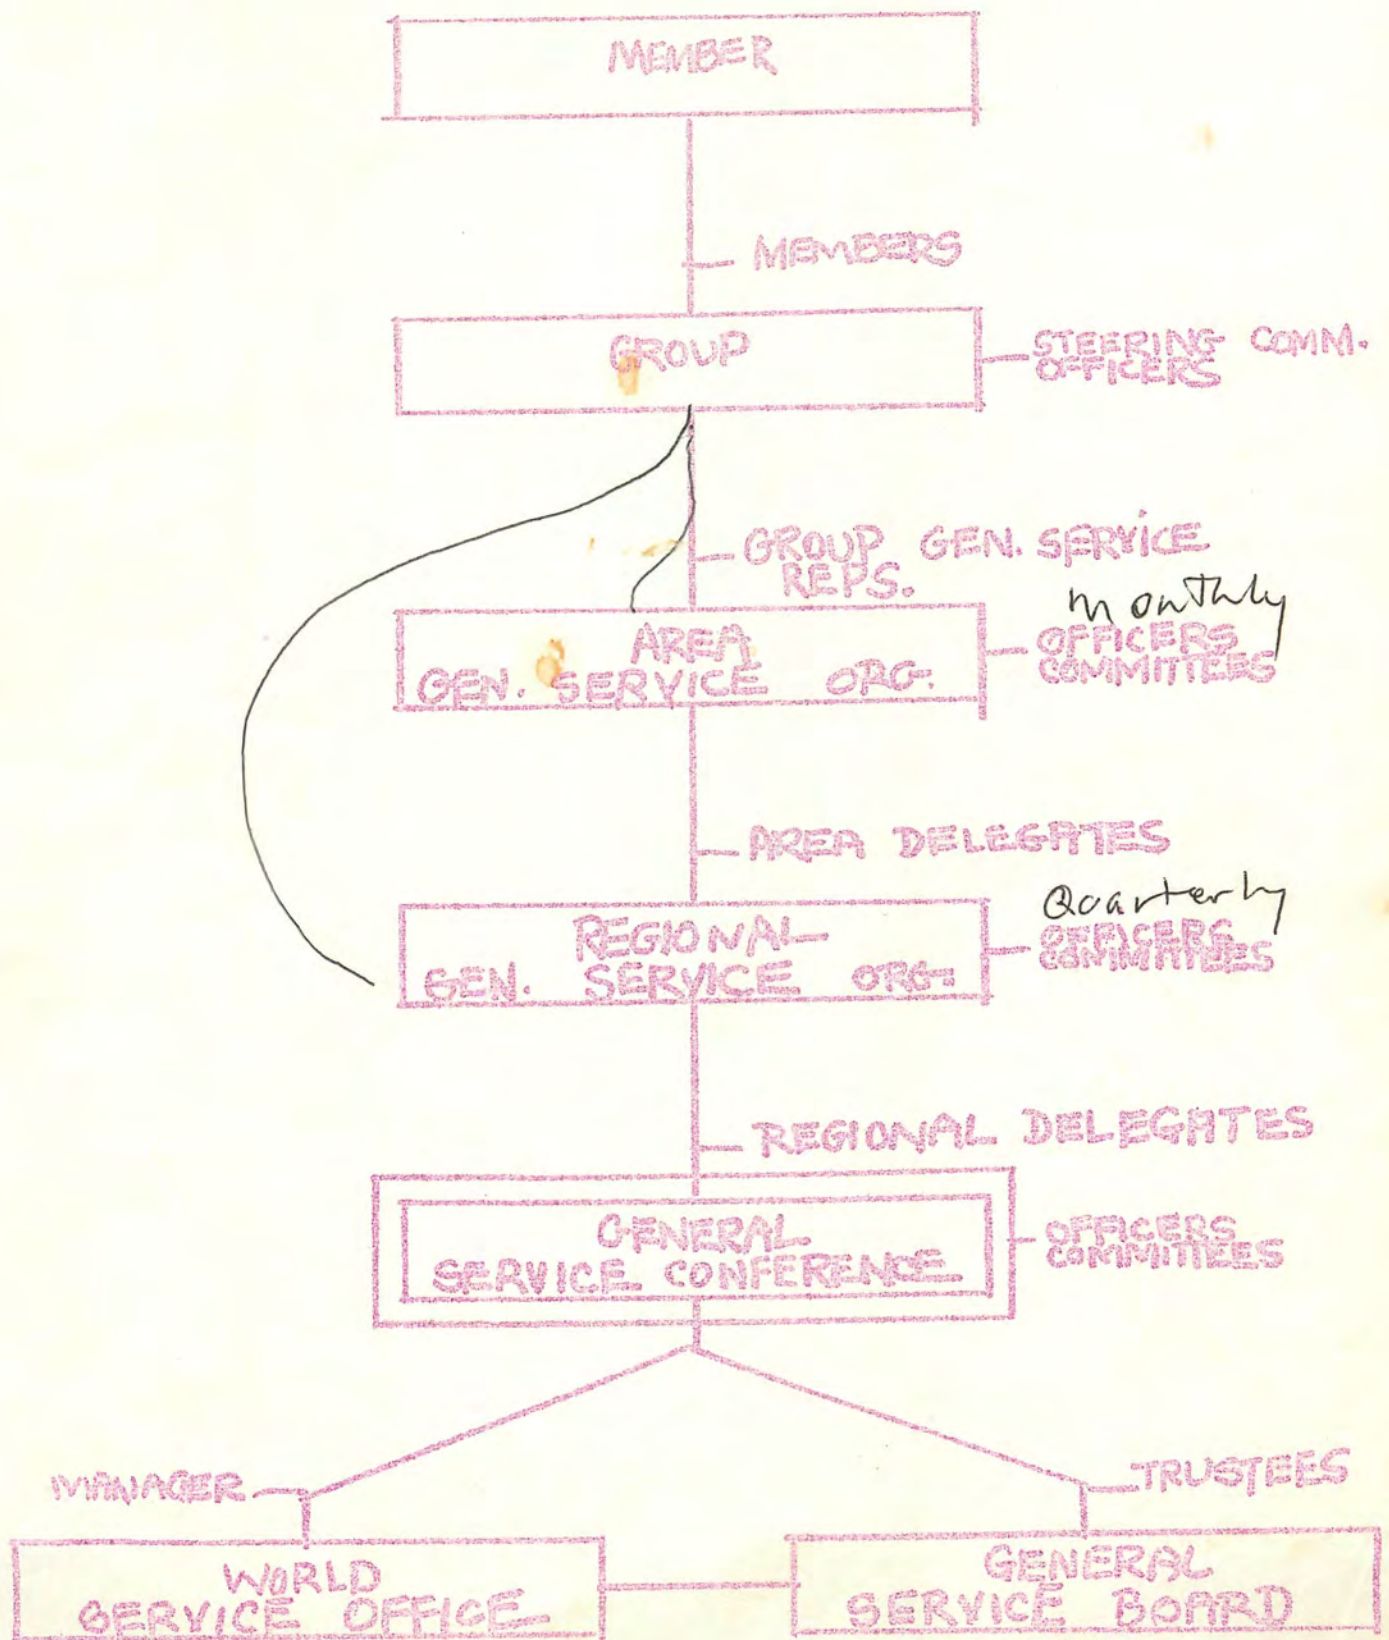 MEMBER
MEMBERS
GROUP
STEERING COMM.
OFFICERS
GROUP GEN. SERVICE
REPS.
monthly
AREA
GEN. SERVICE ORG.
OFFICERS
COMMITTEES
AREA DELEGATES
Quarterly
REGIONAL
GEN. SERVICE ORG.
OFFICERS
COMMITTEES
REGIONAL DELEGATES
GENERAL
SERVICE CONFERENCE
OFFICERS
COMMITTEES
MANAGER
TRUSTEES
WORLD
SERVICE OFFICE
GENERAL
SERVICE BOARD